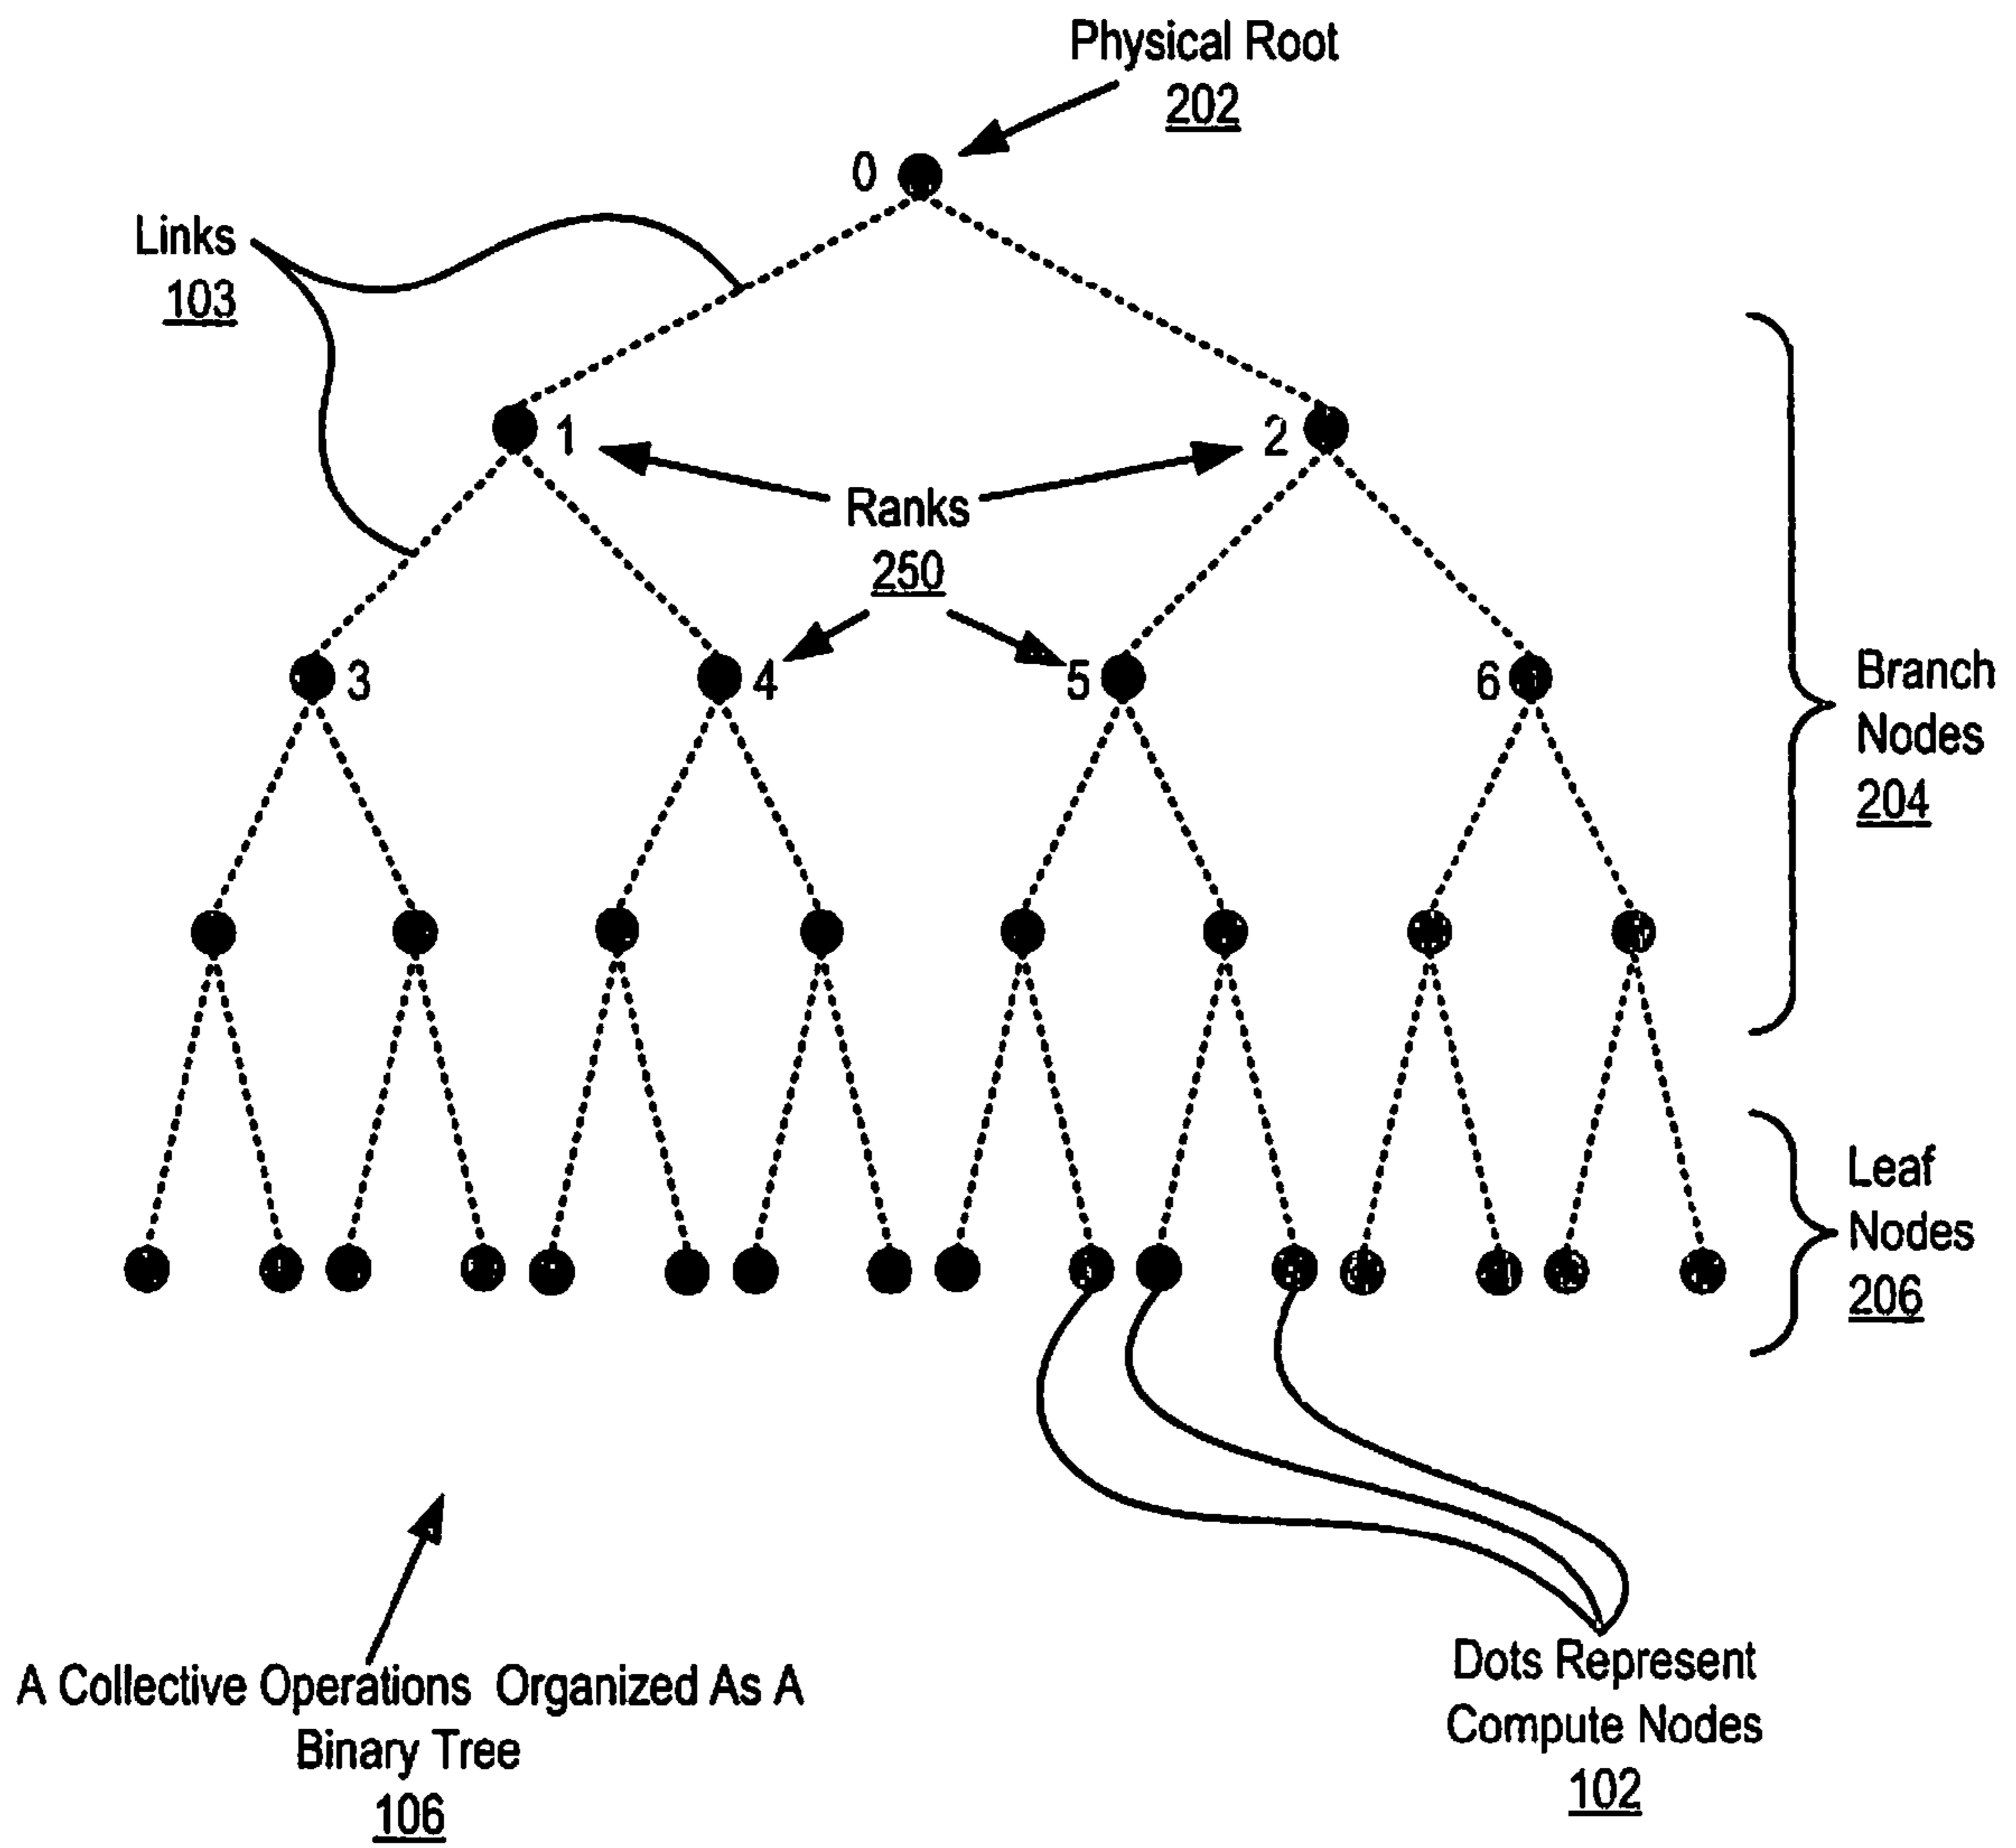 Physical Root
202
0
Links
103
1
2
Ranks
250
3
4
5
6
Branch
Nodes
204
Leaf
Nodes
206
A Collective Operations Organized As A
Binary Tree
106
Dots Represent
Compute Nodes
102